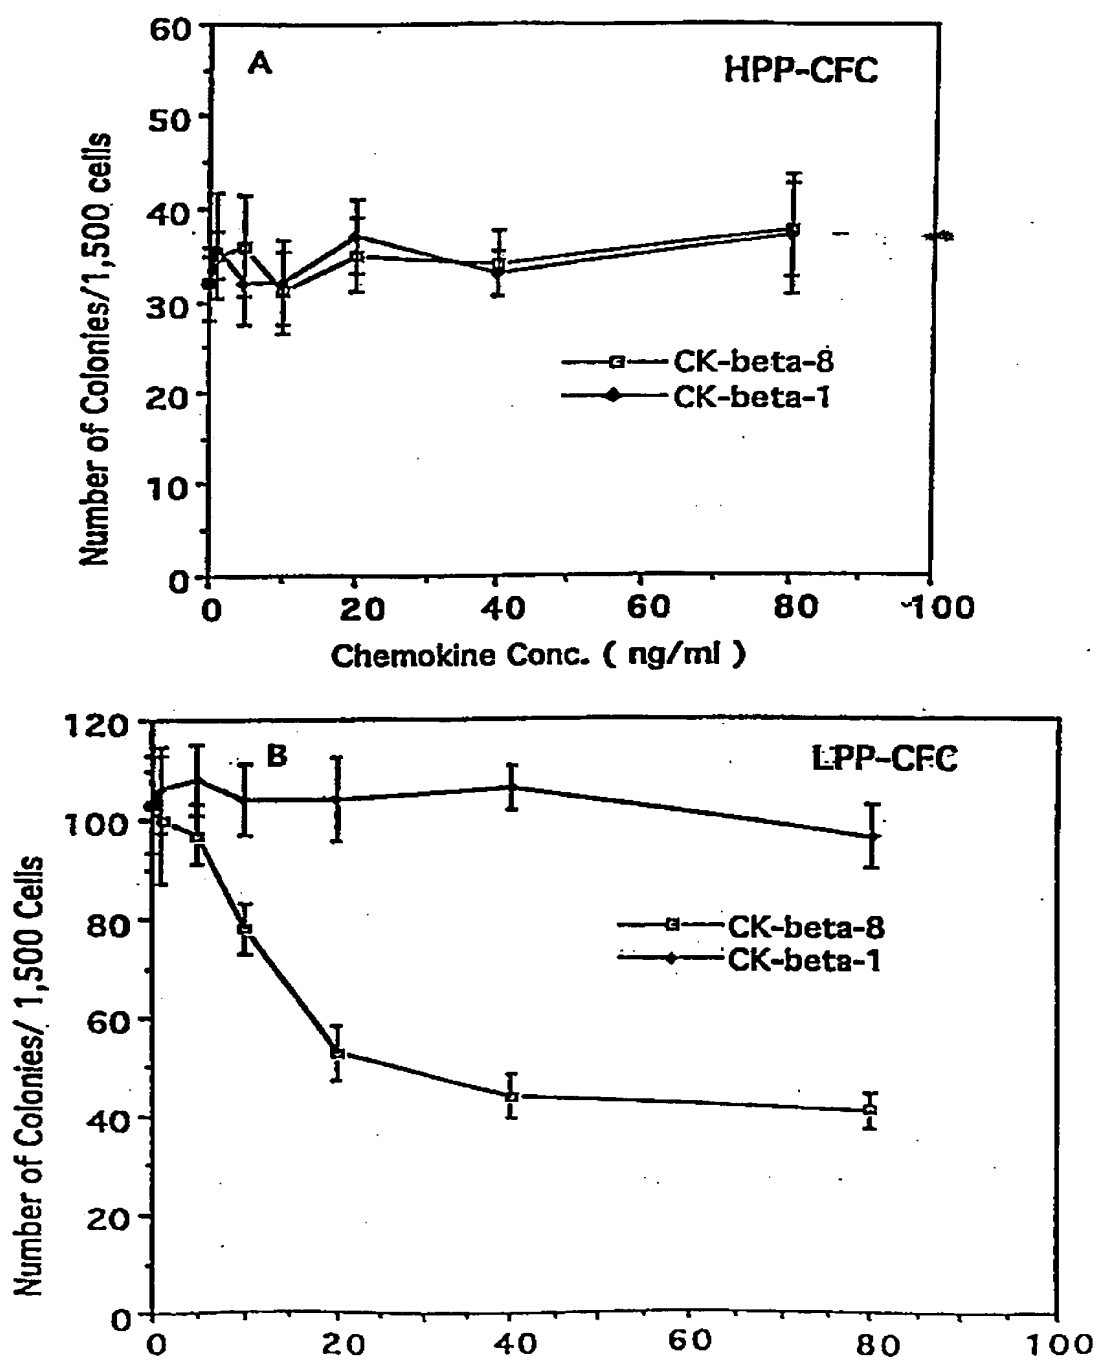 60
A
HPP-CFC
50
40
30
20
10
0
Number of Colonies/1,500 cells
CK-beta-8
CK-beta-1
0 20 40 60 80 100
Chemokine Conc. ( ng/ml )
120
B
LPP-CFC
100
80
60
40
20
0
Number of Colonies/ 1,500 Cells
CK-beta-8
CK-beta-1
0 20 40 60 80 100